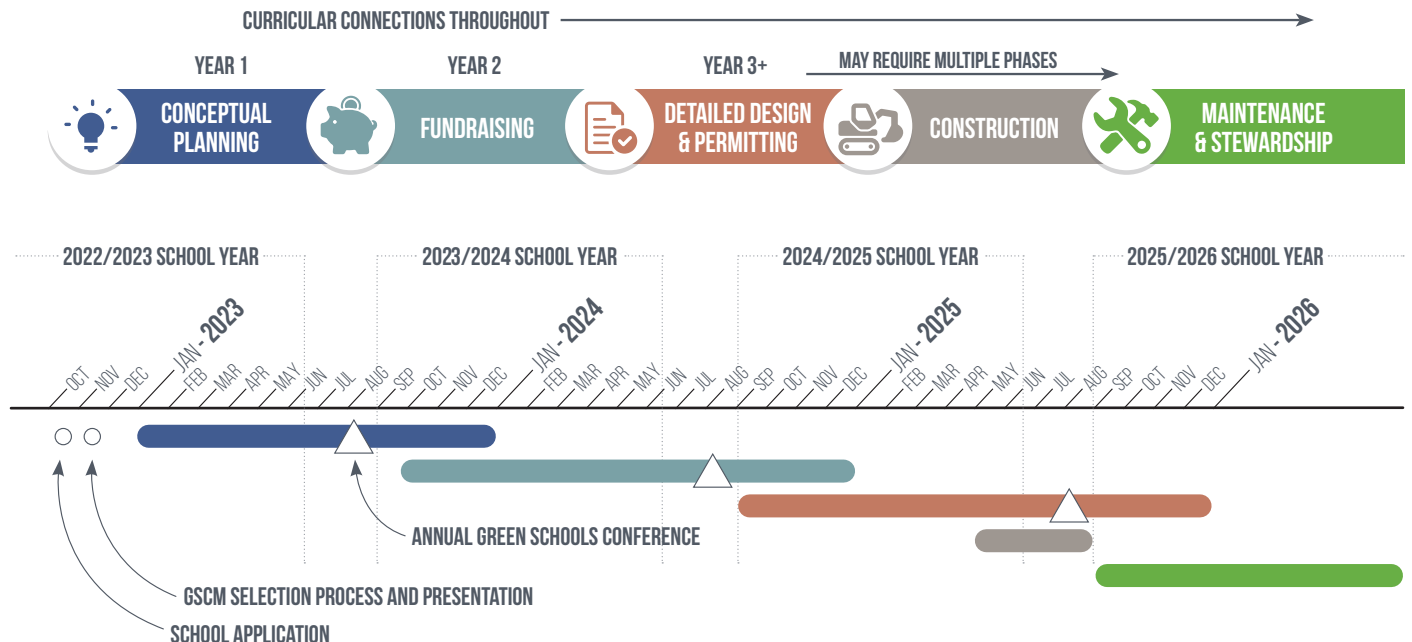 CURRICULAR CONNECTIONS THROUGHOUT
YEAR 1
YEAR 2
YEAR 3+
MAY REQUIRE MULTIPLE PHASES
CONCEPTUAL
PLANNING
FUNDRAISING
DETAILED DESIGN
& PERMITTING
CONSTRUCTION
MAINTENANCE
& STEWARDSHIP
2022/2023 SCHOOL YEAR
2023/2024 SCHOOL YEAR
2024/2025 SCHOOL YEAR
2025/2026 SCHOOL YEAR
OCT
NOV
DEC
JAN - 2023
FEB
MAR
APR
MAY
JUN
JUL
AUG
SEP
OCT
NOV
DEC
JAN - 2024
FEB
MAR
APR
MAY
JUN
JUL
AUG
SEP
OCT
NOV
DEC
JAN - 2025
FEB
MAR
APR
MAY
JUN
JUL
AUG
SEP
OCT
NOV
DEC
JAN - 2026
ANNUAL GREEN SCHOOLS CONFERENCE
GSCM SELECTION PROCESS AND PRESENTATION
SCHOOL APPLICATION